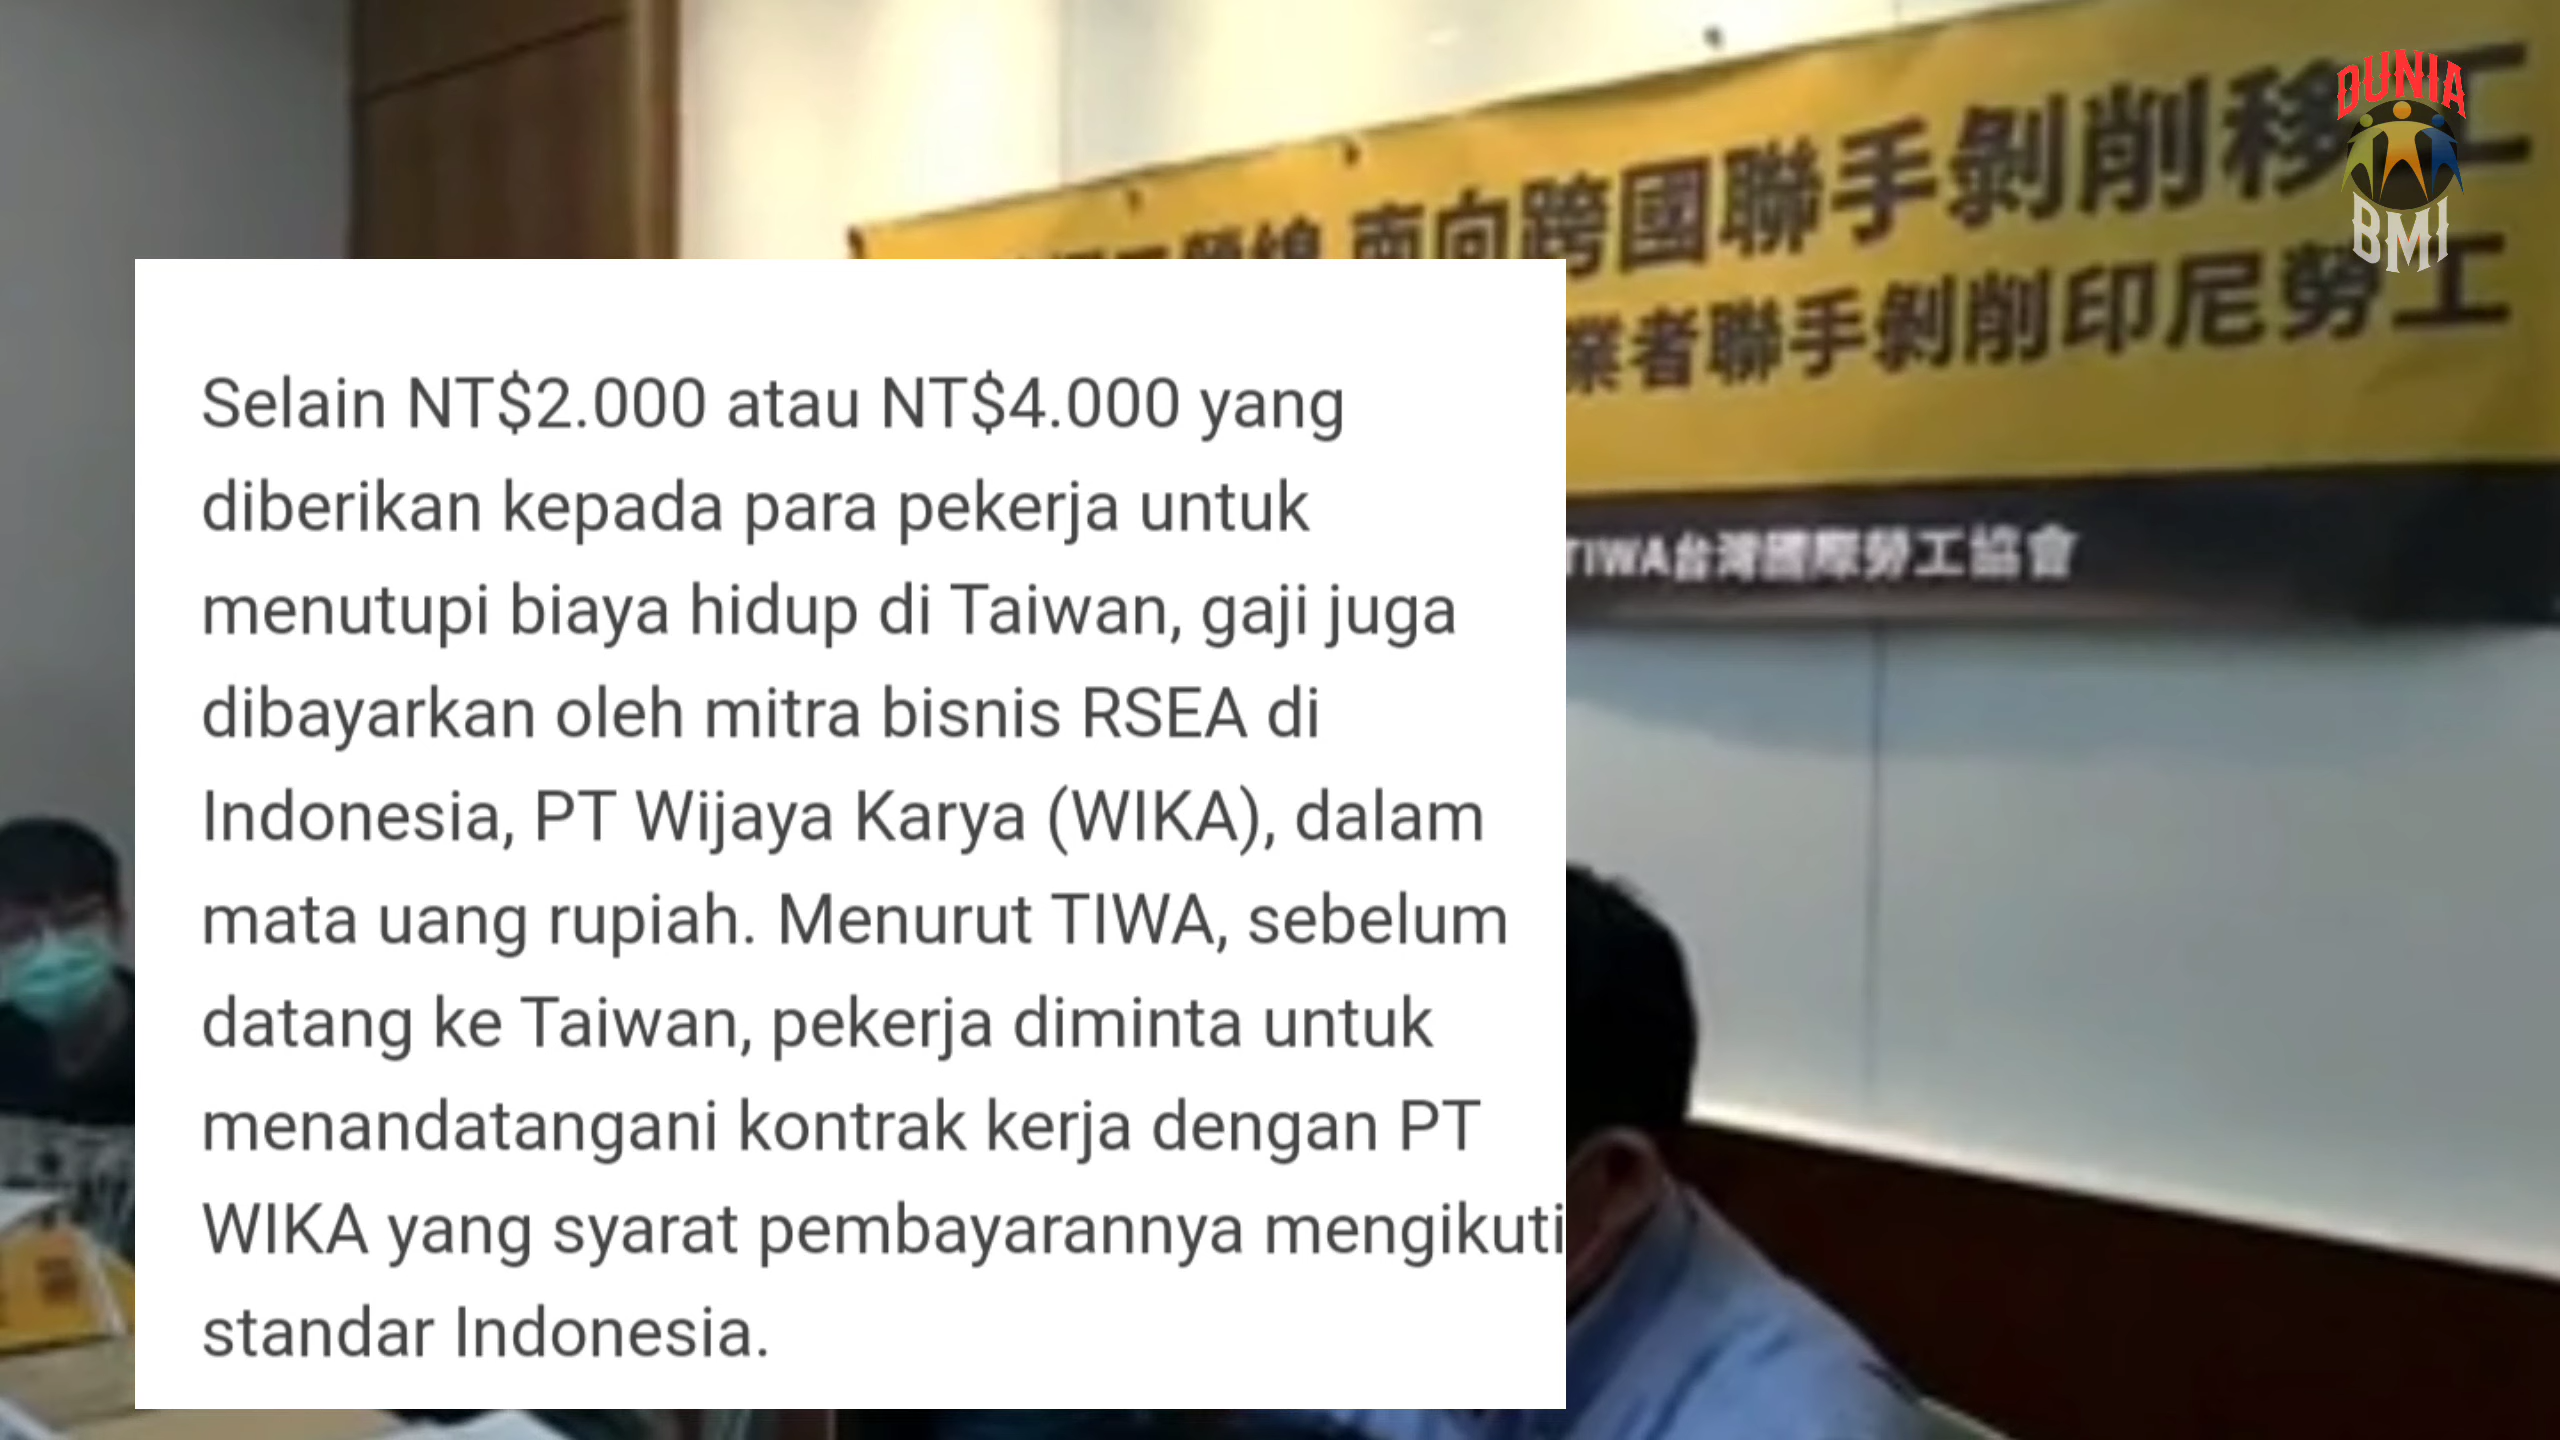 DUNIA
BMI
南向跨國聯手剝削移工
業者聯手剝削印尼勞工
TIWA台灣國際勞工協會
Selain NT$2.000 atau NT$4.000 yang
diberikan kepada para pekerja untuk
menutupi biaya hidup di Taiwan, gaji juga
dibayarkan oleh mitra bisnis RSEA di
Indonesia, PT Wijaya Karya (WIKA), dalam
mata uang rupiah. Menurut TIWA, sebelum
datang ke Taiwan, pekerja diminta untuk
menandatangani kontrak kerja dengan PT
WIKA yang syarat pembayarannya mengikuti
standar Indonesia.